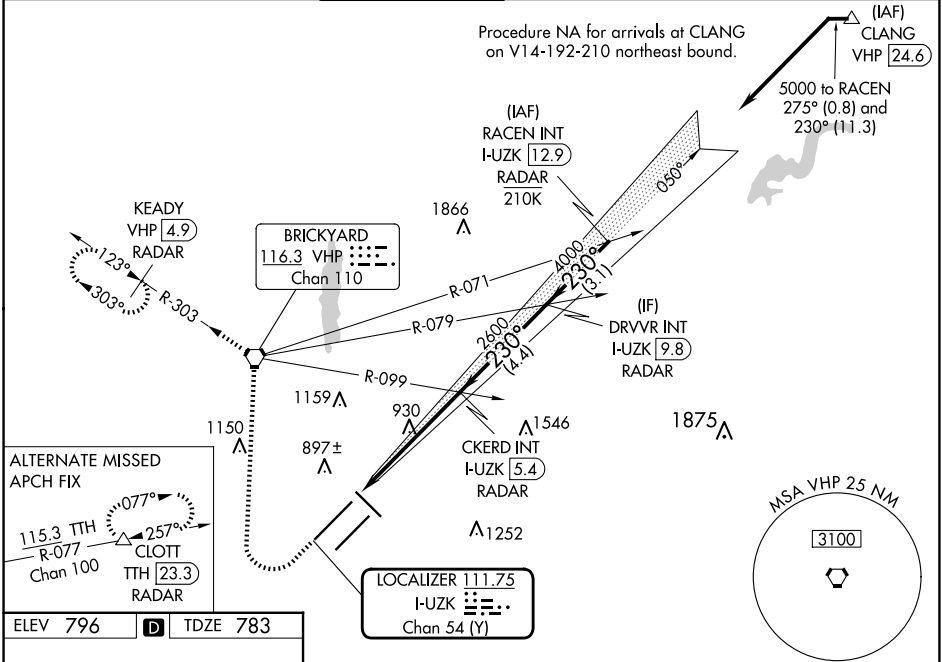 Procedure NA for arrivals at CLANG
on V14-192-210 northeast bound.
(IAF)
CLANG
VHP 24.6
5000 to RACEN
275° (0.8) and
230° (11.3)
(IAF)
RACEN INT
I-UZK 12.9
RADAR
210K
050°
KEADY
VHP 4.9
RADAR
123°
303°
R-303
BRICKYARD
116.3 VHP
Chan 110
1866
4000
230°
(3.1)
R-071
R-079
R-099
(IF)
DRVVR INT
I-UZK 9.8
RADAR
2600
230°
(4.4)
1159
930
1546
1875
1150
897±
CKERD INT
I-UZK 5.4
RADAR
1252
ALTERNATE MISSED
APCH FIX
077°
257°
115.3 TTH
R-077
Chan 100
CLOTT
TTH 23.3
RADAR
LOCALIZER 111.75
I-UZK
Chan 54 (Y)
MSA VHP 25 NM
3100
ELEV 796 D TDZE 783